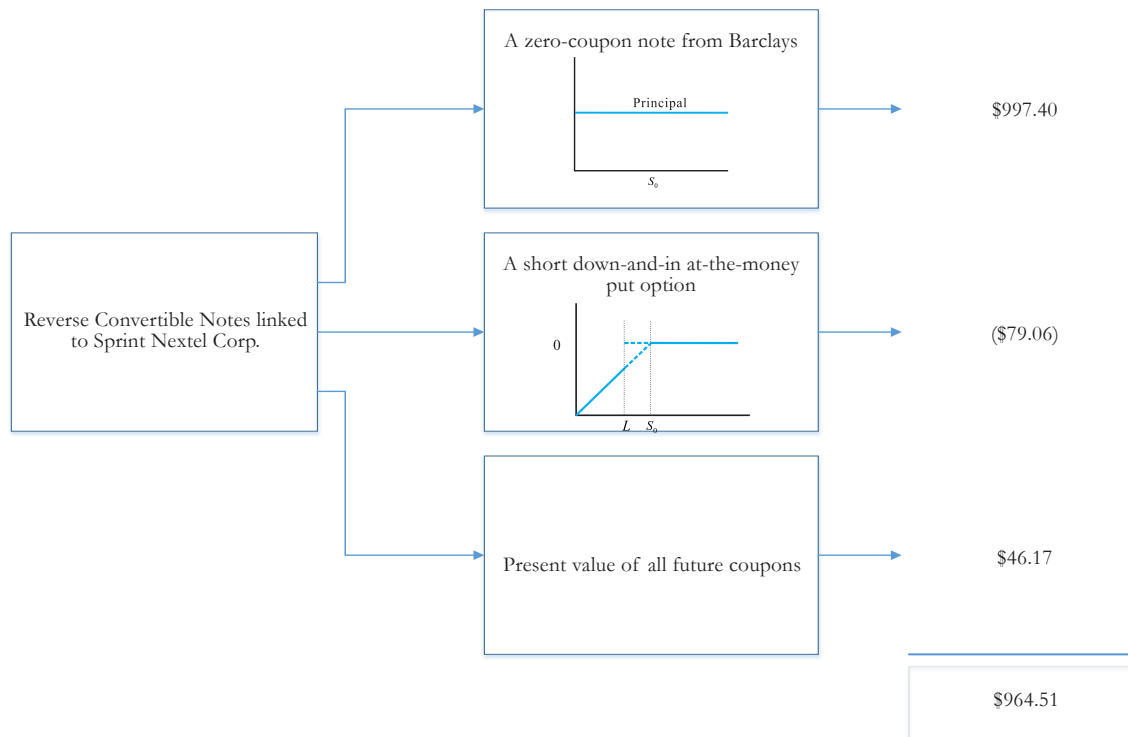 A zero-coupon note from Barclays
Principal
S₀
$997.40
Reverse Convertible Notes linked
to Sprint Nextel Corp.
A short down-and-in at-the-money
put option
0
L S₀
($79.06)
Present value of all future coupons
$46.17
$964.51